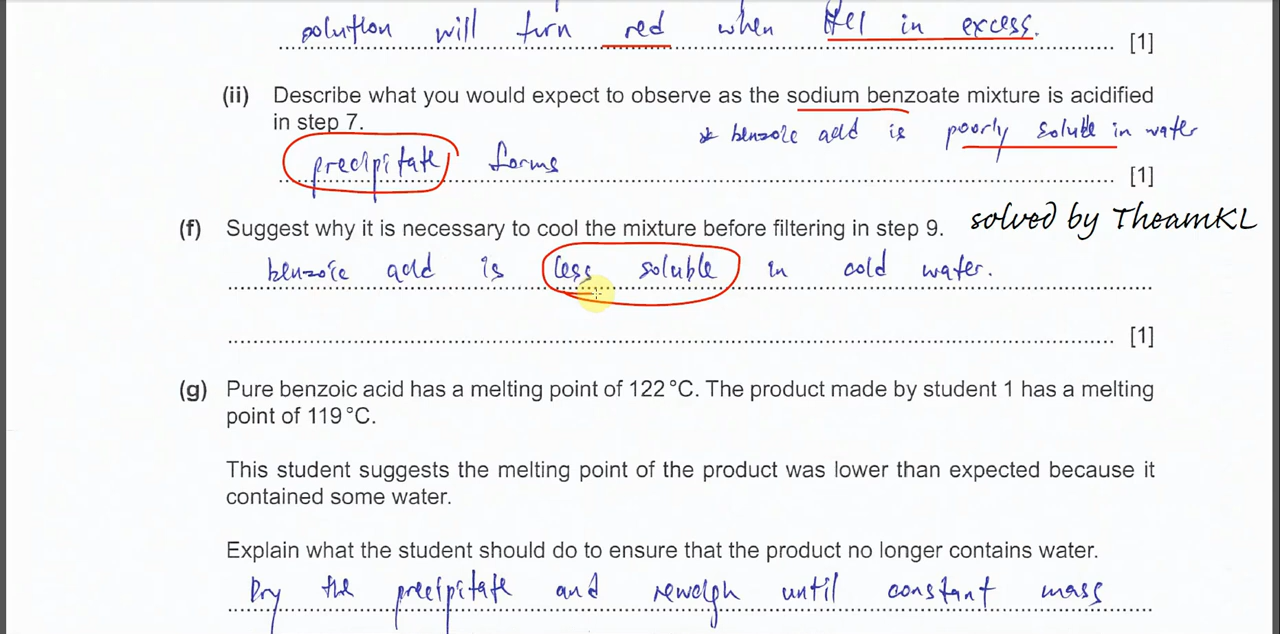 solution will turn red when HCl in excess.
[1]
(ii) Describe what you would expect to observe as the sodium benzoate mixture is acidified
in step 7.
* benzoic acid is poorly soluble in water
precipitate forms
[1]
(f) Suggest why it is necessary to cool the mixture before filtering in step 9.
solved by TheamKL
benzoic acid is less soluble in cold water.
[1]
(g) Pure benzoic acid has a melting point of 122 °C. The product made by student 1 has a melting
point of 119 °C.
This student suggests the melting point of the product was lower than expected because it
contained some water.
Explain what the student should do to ensure that the product no longer contains water.
Dry the precipitate and reweigh until constant mass